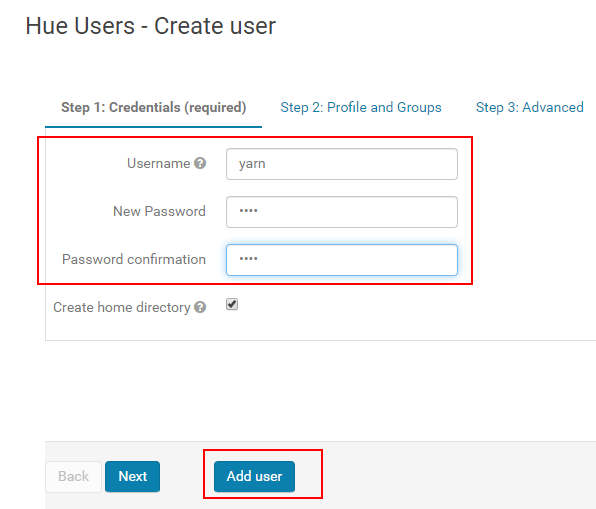 Hue Users - Create user
Step 1: Credentials (required) Step 2: Profile and Groups Step 3: Advanced
Username ? yarn
New Password ••••
Password confirmation ••••
Create home directory ?
Back Next Add user